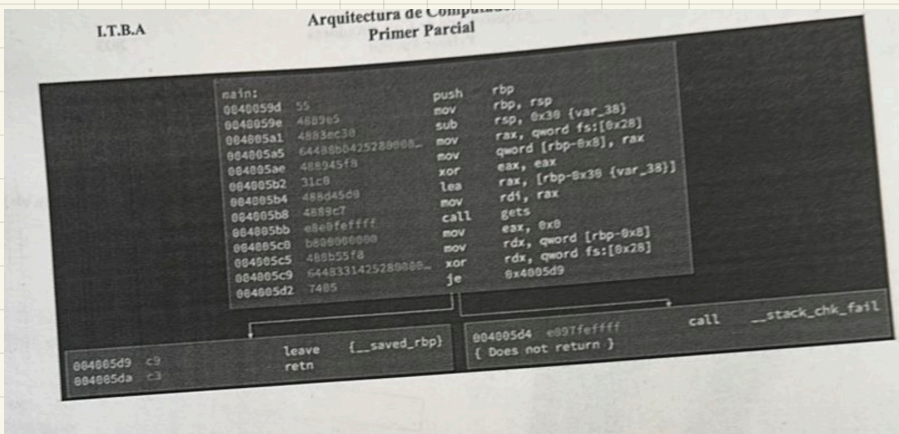 I.T.B.A
Arquitectura de
Primer Parcial
main:
0040059d 55 push rbp
0040059e 4889e5 mov rbp, rsp
004005a1 4883ec30 sub rsp, 0x30 {var_38}
004005a5 64488b0425280000… mov rax, qword fs:[0x28]
004005ae 488945f8 mov qword [rbp-0x8], rax
004005b2 31c0 xor eax, eax
004005b4 488d45d0 lea rax, [rbp-0x30 {var_38}]
004005b8 4889c7 mov rdi, rax
004005bb e8e0feffff call gets
004005c0 b800000000 mov eax, 0x0
004005c5 488b55f8 mov rdx, qword [rbp-0x8]
004005c9 6448331425280000… xor rdx, qword fs:[0x28]
004005d2 7405 je 0x4005d9
004005d9 c9 leave {__saved_rbp}
004005da c3 retn
004005d4 e897feffff call __stack_chk_fail
{ Does not return }